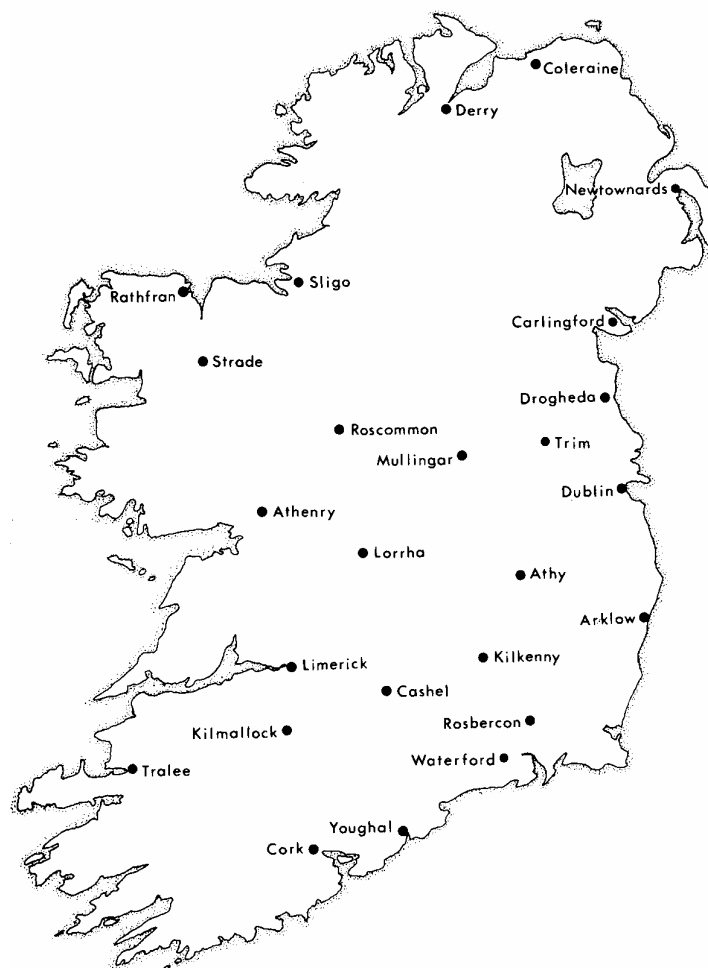 Coleraine
Derry
Newtownards
Sligo
Rathfran
Carlingford
Strade
Drogheda
Roscommon
Trim
Mullingar
Dublin
Athenry
Lorrha
Athy
Arklow
Kilkenny
Limerick
Cashel
Rosbercon
Kilmallock
Waterford
Tralee
Youghal
Cork